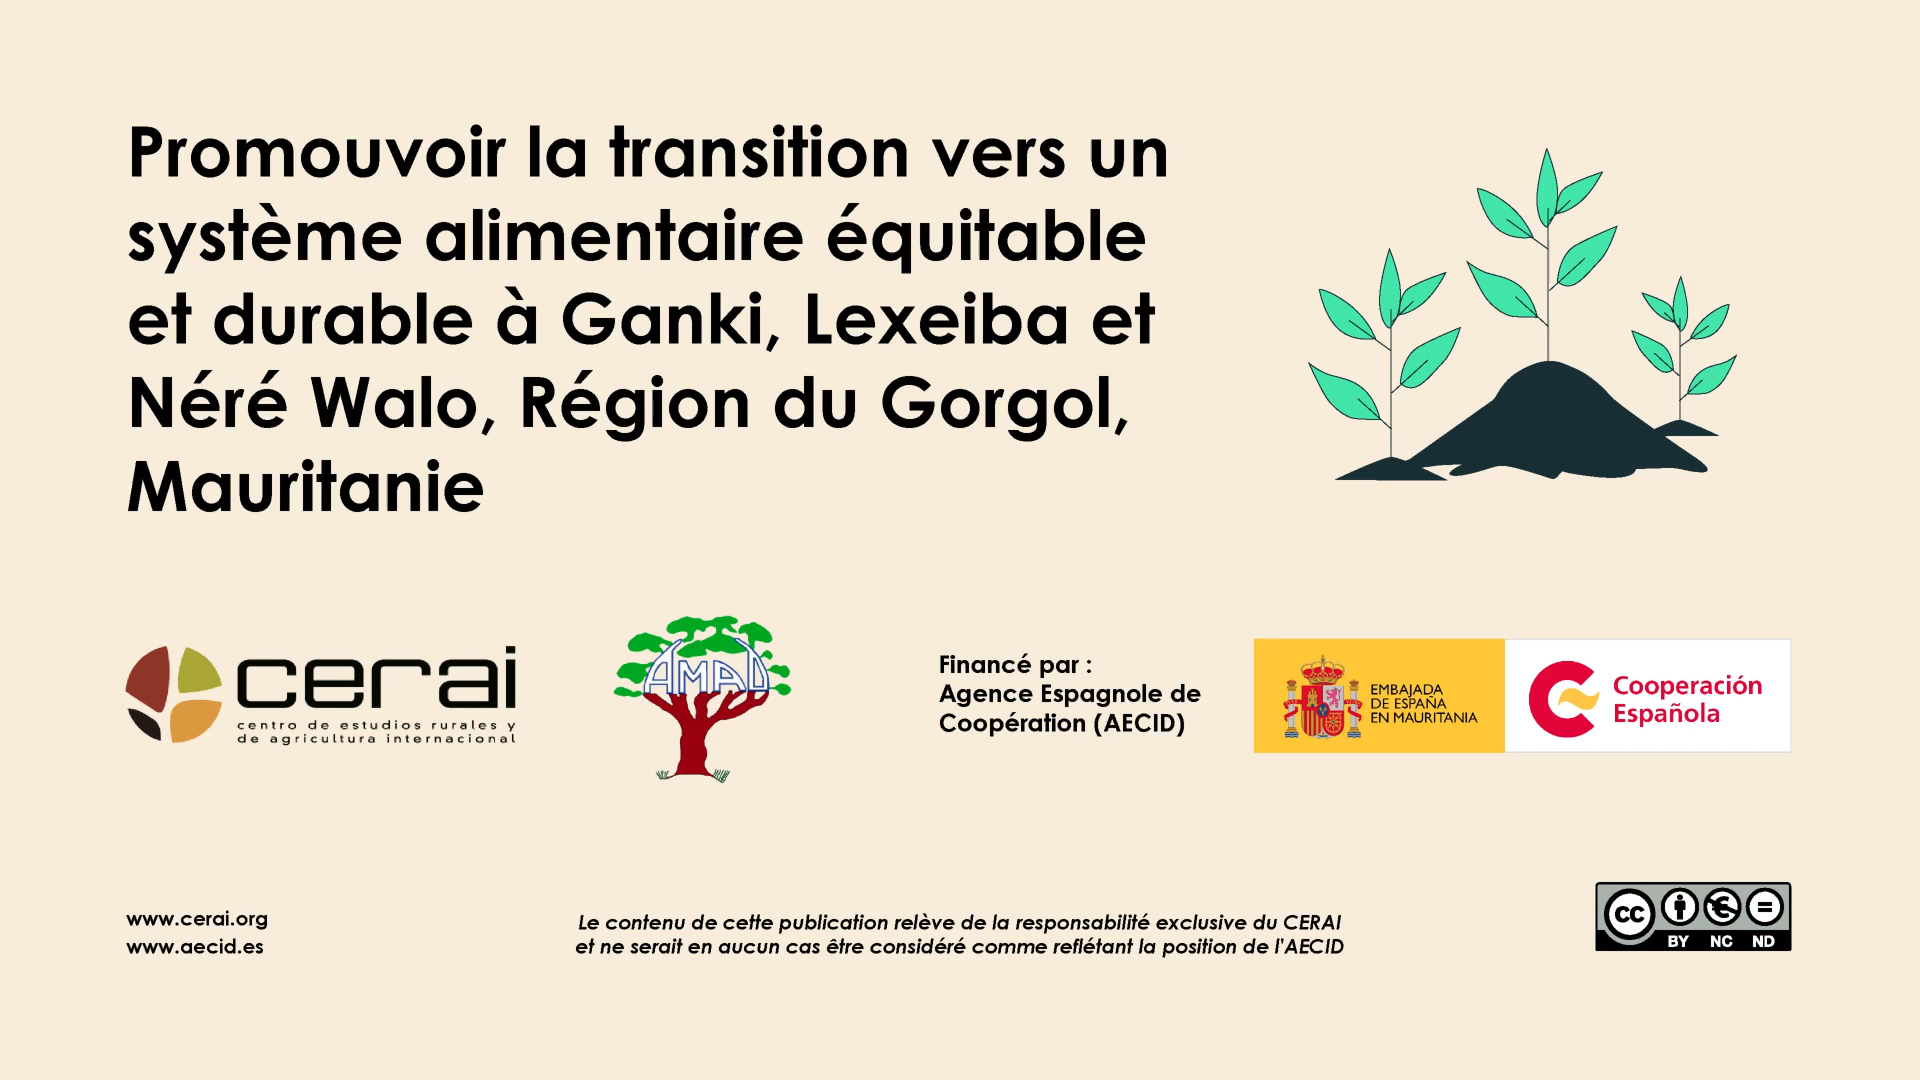 Promouvoir la transition vers un
système alimentaire équitable
et durable à Ganki, Lexeiba et
Néré Walo, Région du Gorgol,
Mauritanie
cerai
centro de estudios rurales y
de agricultura internacional
AMAD
Financé par :
Agence Espagnole de
Coopération (AECID)
EMBAJADA
DE ESPAÑA
EN MAURITANIA
Cooperación
Española
www.cerai.org
www.aecid.es
Le contenu de cette publication relève de la responsabilité exclusive du CERAI
et ne serait en aucun cas être considéré comme reflétant la position de l'AECID
cc
BY NC ND